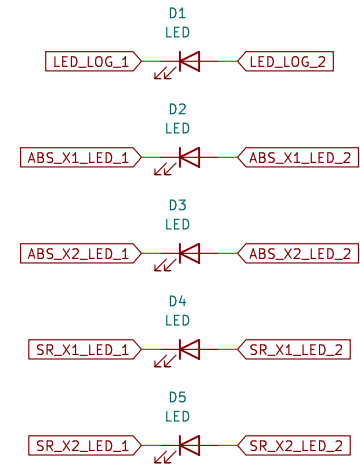 D1
LED
LED_LOG_1 LED_LOG_2
D2
LED
ABS_X1_LED_1 ABS_X1_LED_2
D3
LED
ABS_X2_LED_1 ABS_X2_LED_2
D4
LED
SR_X1_LED_1 SR_X1_LED_2
D5
LED
SR_X2_LED_1 SR_X2_LED_2